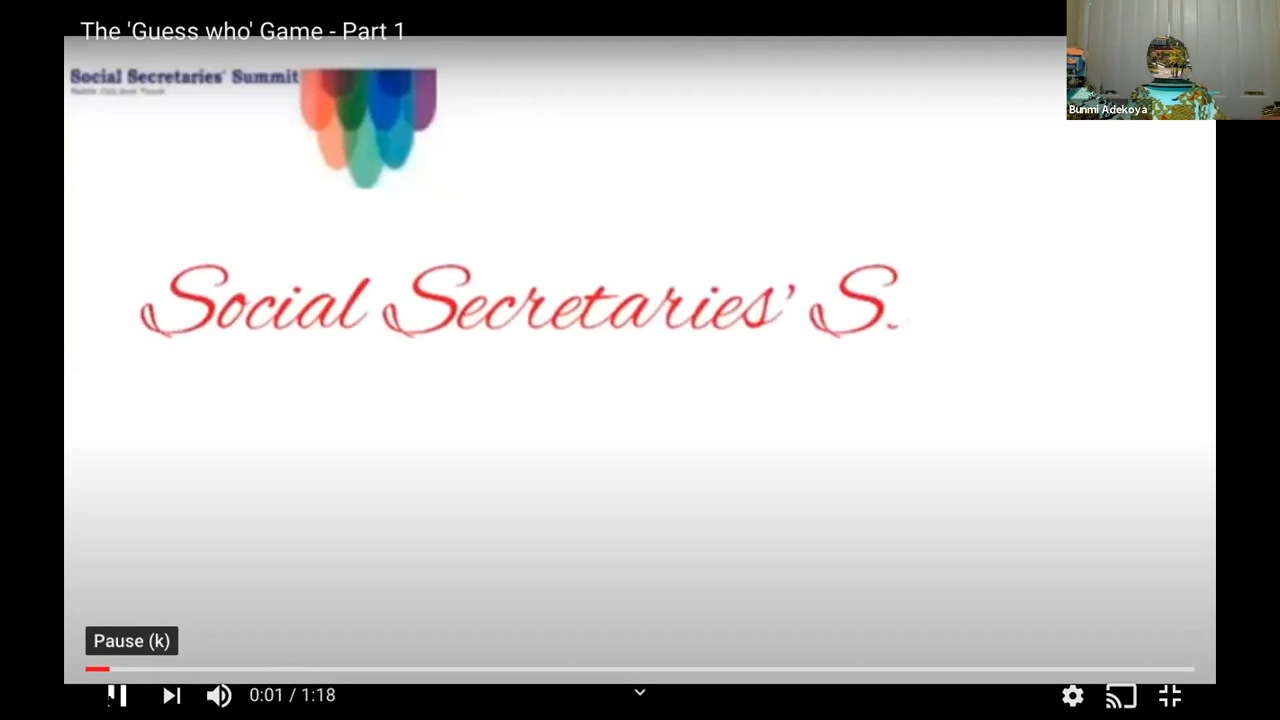 The 'Guess who' Game - Part 1
Social Secretaries' Summit
Bunmi Adekoya
Social Secretaries' S
Pause (k)
0:01 / 1:18